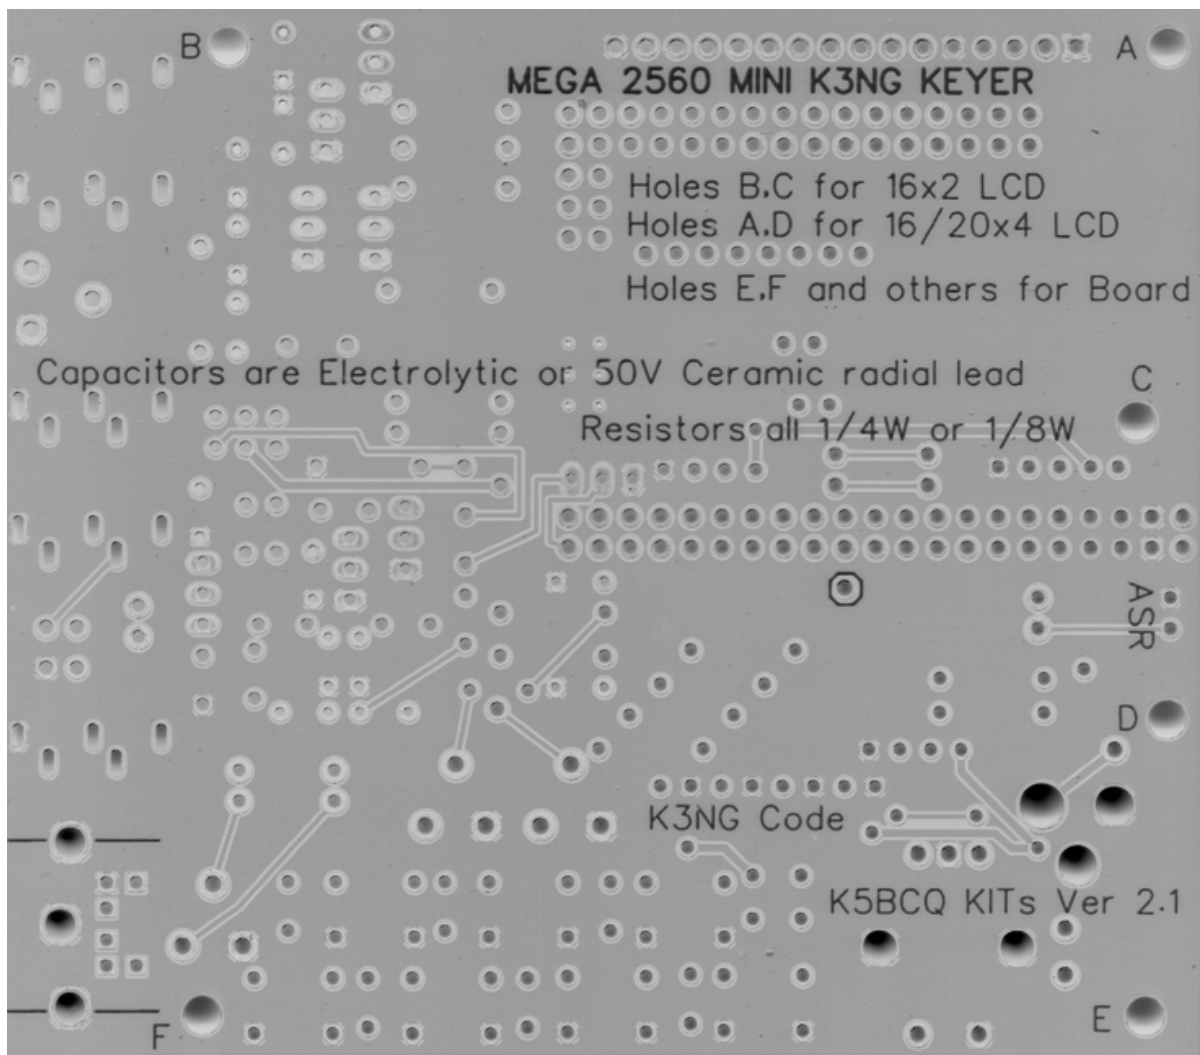 B
A
MEGA 2560 MINI K3NG KEYER
Holes B,C for 16x2 LCD
Holes A,D for 16/20x4 LCD
Holes E,F and others for Board
Capacitors are Electrolytic or 50V Ceramic radial lead
C
Resistors all 1/4W or 1/8W
ASR
D
K3NG Code
K5BCQ KITs Ver 2.1
F
E